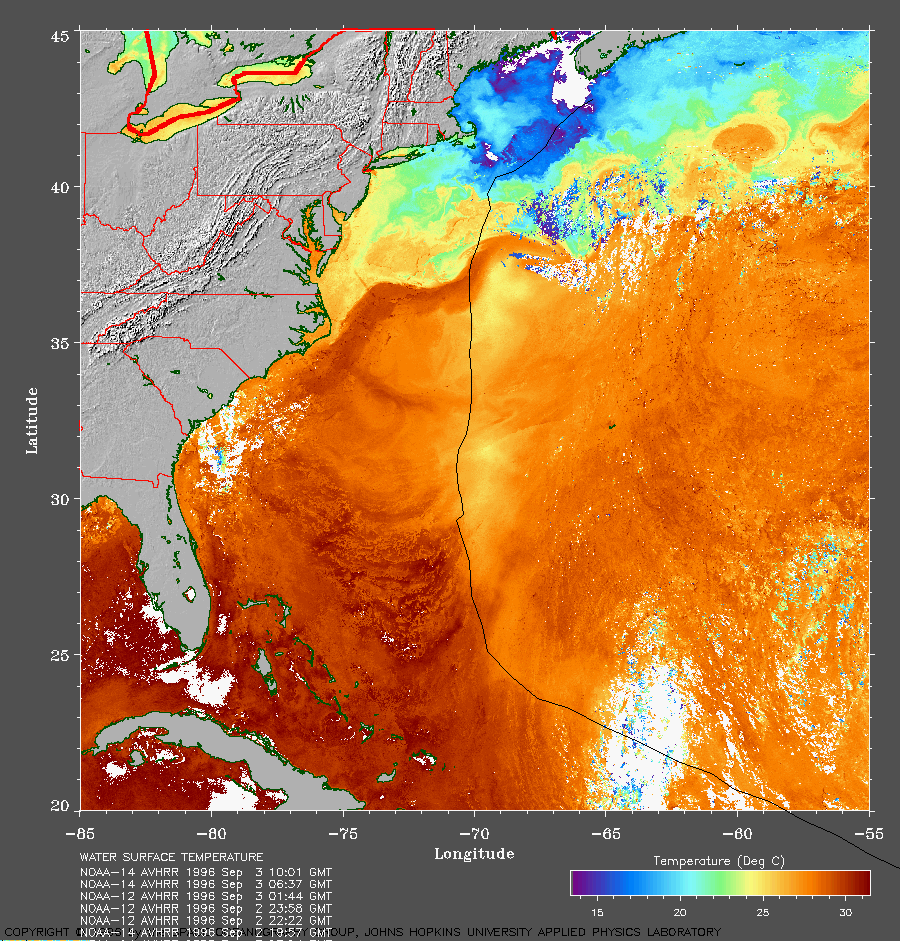 45
40
35
30
25
20
Latitude
−85
−80
−75
−70
−65
−60
−55
Longitude
WATER SURFACE TEMPERATURE
NOAA−14 AVHRR 1996 Sep 3 10:01 GMT
NOAA−14 AVHRR 1996 Sep 3 06:37 GMT
NOAA−12 AVHRR 1996 Sep 3 01:44 GMT
NOAA−12 AVHRR 1996 Sep 2 23:58 GMT
NOAA−12 AVHRR 1996 Sep 2 22:22 GMT
Temperature (Deg C)
15
20
25
30
COPYRIGHT JOHNS HOPKINS UNIVERSITY APPLIED PHYSICS LABORATORY